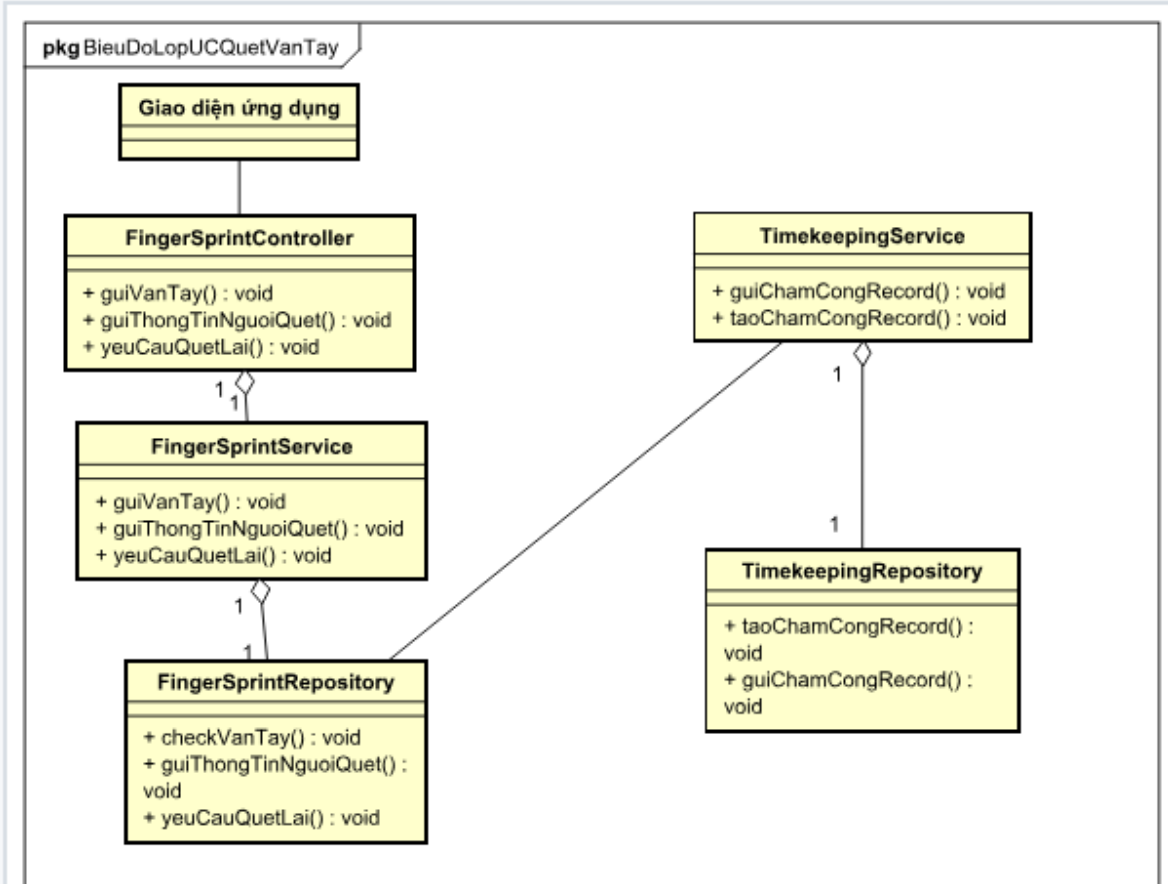 pkg BieuDoLopUCQuetVanTay
Giao diện ứng dụng
FingerSprintController
+ guiVanTay() : void
+ guiThongTinNguoiQuet() : void
+ yeuCauQuetLai() : void
1
1
FingerSprintService
+ guiVanTay() : void
+ guiThongTinNguoiQuet() : void
+ yeuCauQuetLai() : void
1
1
FingerSprintRepository
+ checkVanTay() : void
+ guiThongTinNguoiQuet() :
void
+ yeuCauQuetLai() : void
TimekeepingService
+ guiChamCongRecord() : void
+ taoChamCongRecord() : void
1
1
TimekeepingRepository
+ taoChamCongRecord() :
void
+ guiChamCongRecord() :
void